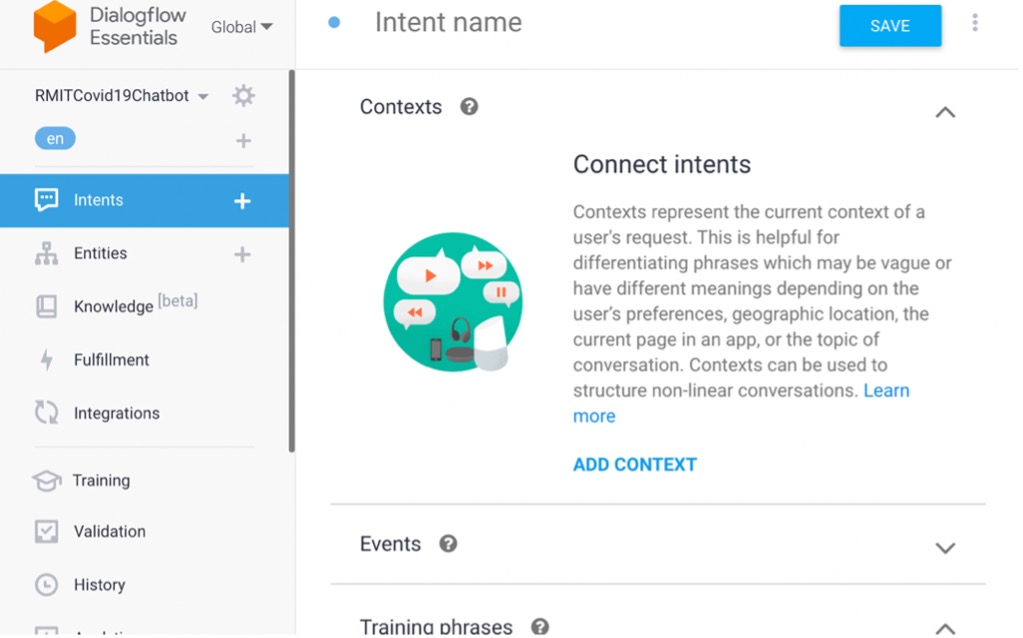 Dialogflow
Essentials
Global
RMITCovid19Chatbot
en
Intents
Entities
Knowledge [beta]
Fulfillment
Integrations
Training
Validation
History
Intent name
SAVE
Contexts
Connect intents
Contexts represent the current context of a
user's request. This is helpful for
differentiating phrases which may be vague or
have different meanings depending on the
user's preferences, geographic location, the
current page in an app, or the topic of
conversation. Contexts can be used to
structure non-linear conversations. Learn
more
ADD CONTEXT
Events
Training phrases